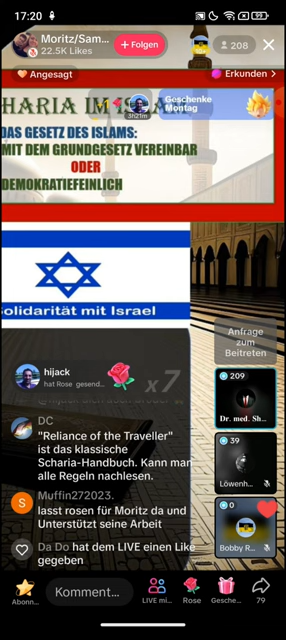 17:20
99
Moritz/Sam...
22.5K Likes
+ Folgen
208
Angesagt
Erkunden >
HARIA IM IS
3h21m
Geschenke
Montag
DAS GESETZ DES ISLAMS:
MIT DEM GRUNDGESETZ VEREINBAR
ODER
DEMOKRATIEFEINLICH
Solidarität mit Israel
Anfrage
zum
Beitreten
hijack
hat Rose gesend...
x7
209
Dr. med. Sh...
DC
"Reliance of the Traveller"
ist das klassische
Scharia-Handbuch. Kann man
alle Regeln nachlesen.
39
Löwenh...
Muffin272023.
lasst rosen für Moritz da und
Unterstützt seine Arbeit
0
Bobby R...
Da Do hat dem LIVE einen Like
gegeben
Abonn...
Komment...
LIVE mi...
Rose
Gesche...
79